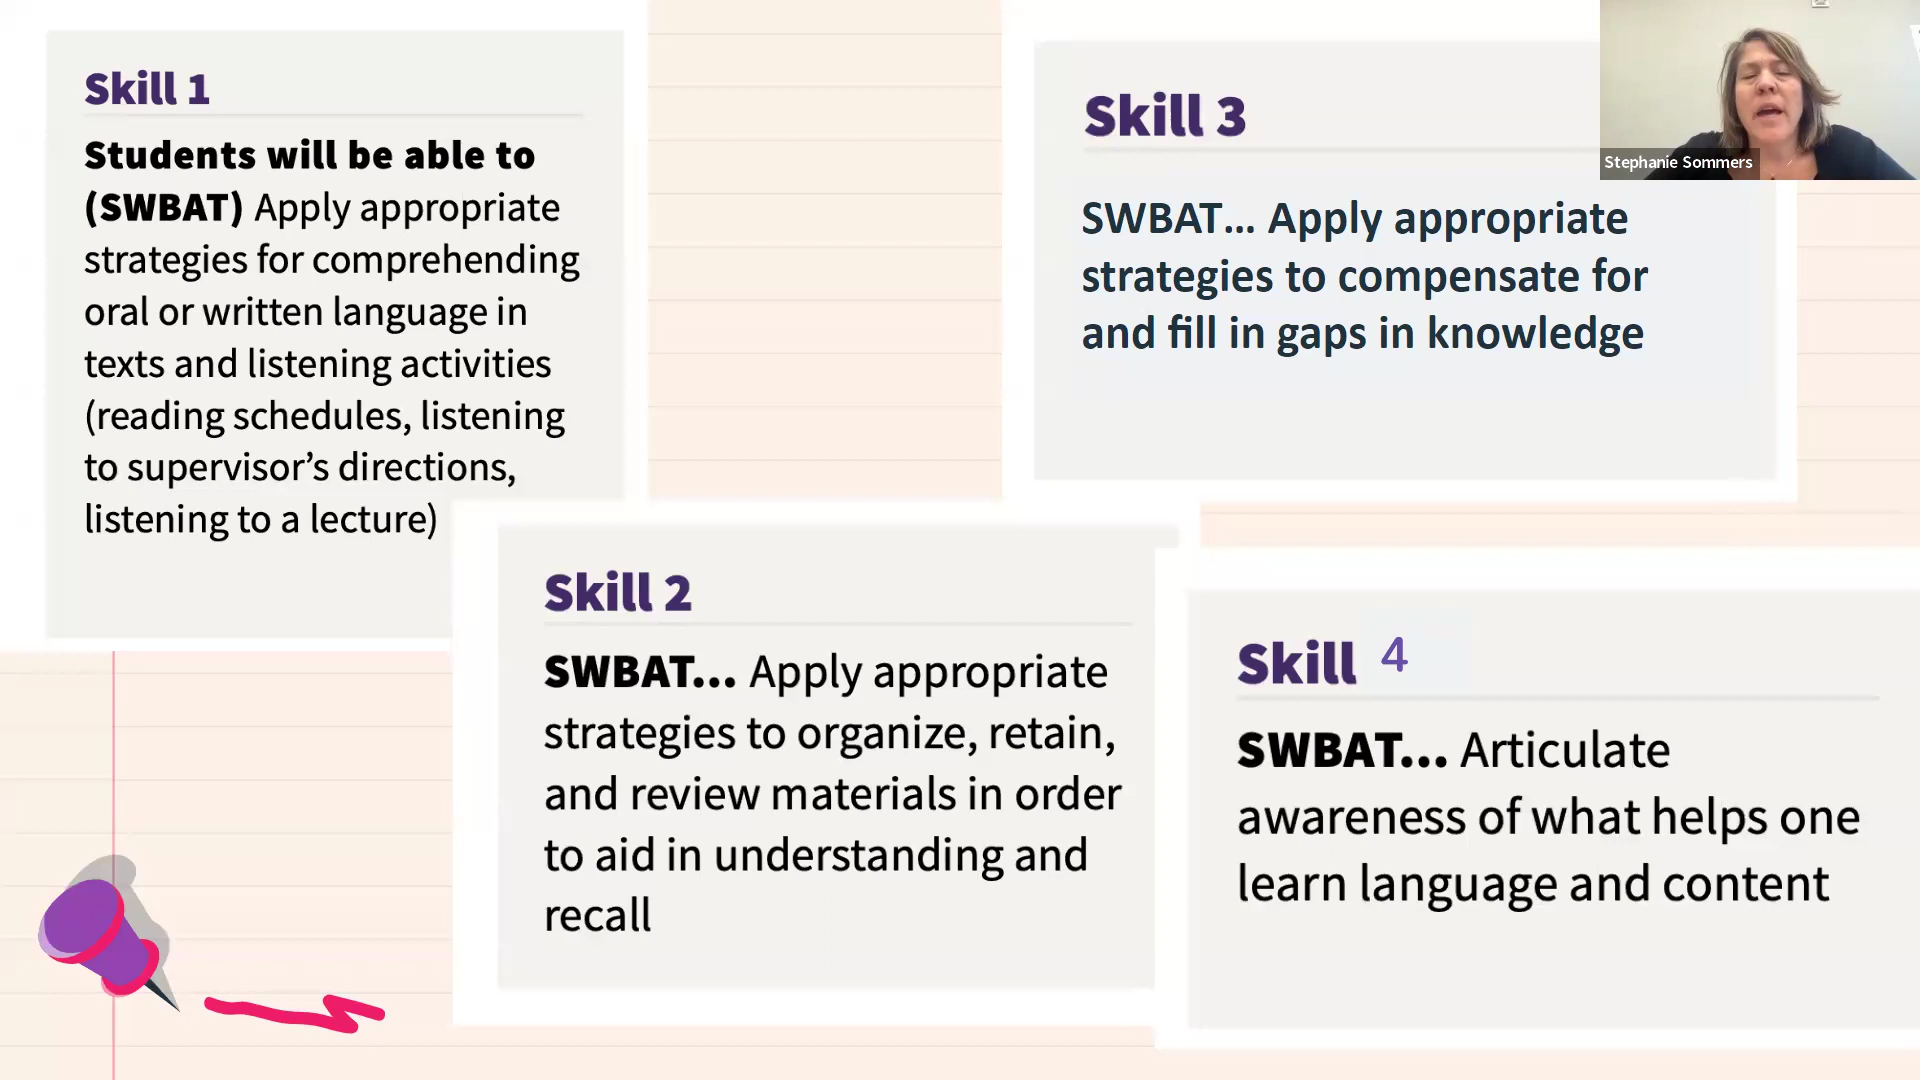 Skill 1
Students will be able to
(SWBAT) Apply appropriate
strategies for comprehending
oral or written language in
texts and listening activities
(reading schedules, listening
to supervisor’s directions,
listening to a lecture)
Skill 2
SWBAT... Apply appropriate
strategies to organize, retain,
and review materials in order
to aid in understanding and
recall
Skill 3
SWBAT... Apply appropriate
strategies to compensate for
and fill in gaps in knowledge
Skill 4
SWBAT... Articulate
awareness of what helps one
learn language and content
Stephanie Sommers